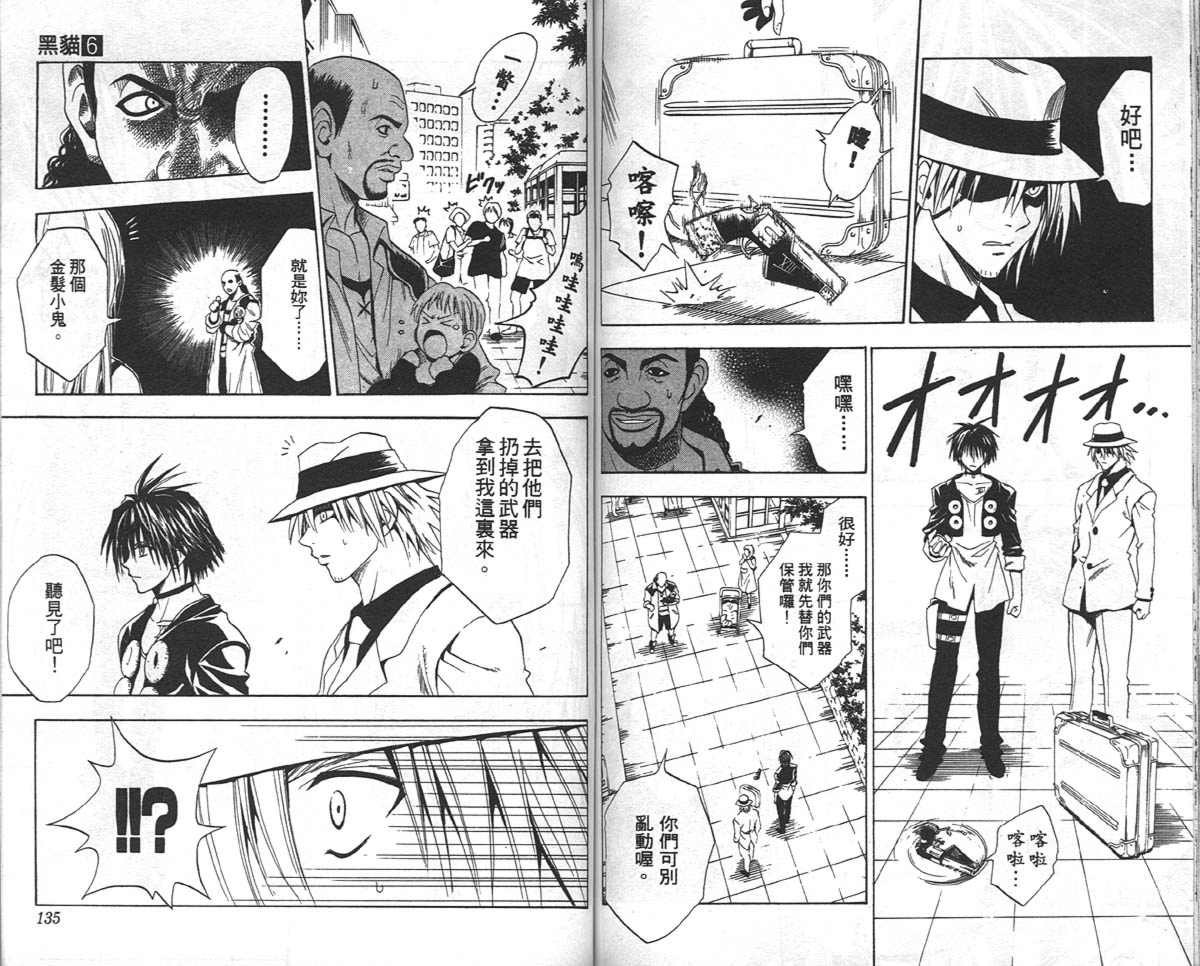 好吧…
隆！
喀嚓！
オオオオ…
喀啦
喀啦…
嘿嘿……
很好……
那你們的武器
我就先替你們
保管囉！
你們可別
亂動喔。
黑貓6
一瞥…
ビクッ
嗚哇哇哇哇！
…………
就是妳了……
那個
金髮小鬼。
去把他們
扔掉的武器
拿到我這裏來。
聽見了吧！
!!?
135
XIII